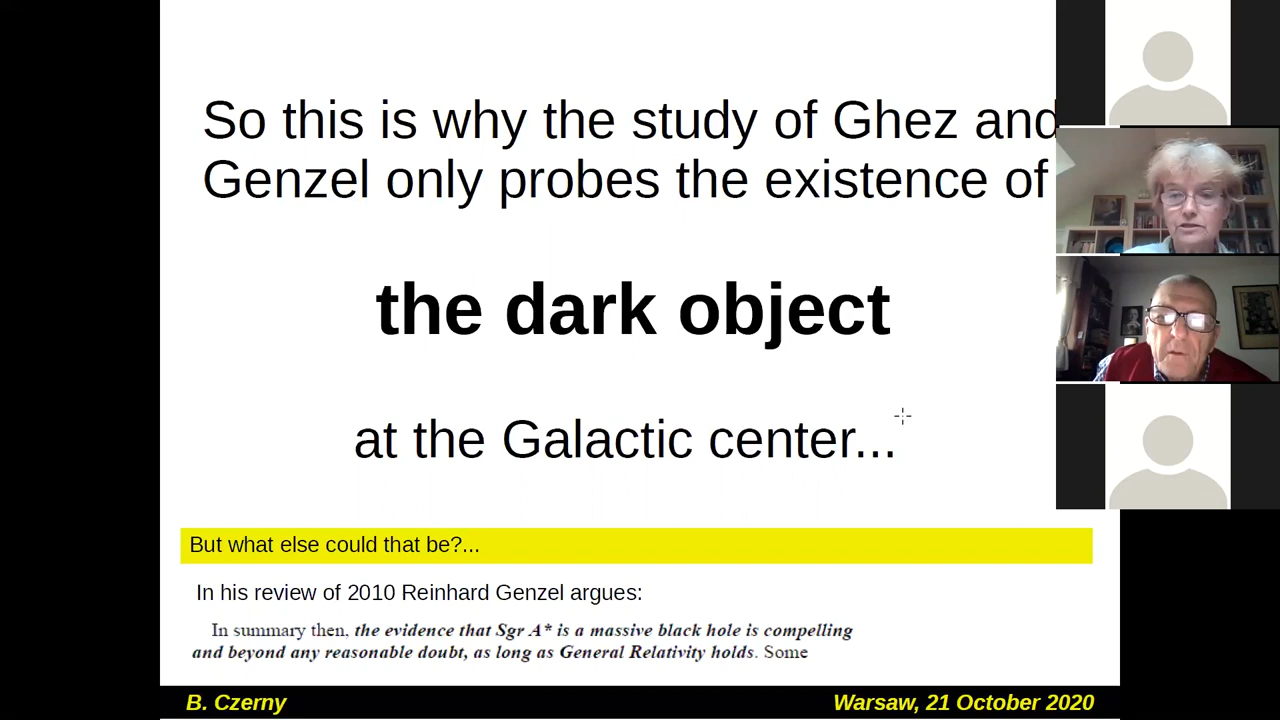 So this is why the study of Ghez and
Genzel only probes the existence of
the dark object
at the Galactic center...
But what else could that be?...
In his review of 2010 Reinhard Genzel argues:
In summary then, the evidence that Sgr A* is a massive black hole is compelling
and beyond any reasonable doubt, as long as General Relativity holds. Some
B. Czerny
Warsaw, 21 October 2020